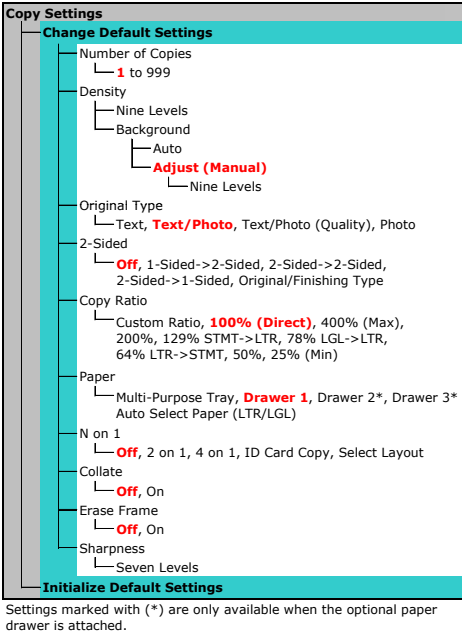 Copy Settings
Change Default Settings
Number of Copies
1 to 999
Density
Nine Levels
Background
Auto
Adjust (Manual)
Nine Levels
Original Type
Text, Text/Photo, Text/Photo (Quality), Photo
2-Sided
Off, 1-Sided->2-Sided, 2-Sided->2-Sided,
2-Sided->1-Sided, Original/Finishing Type
Copy Ratio
Custom Ratio, 100% (Direct), 400% (Max),
200%, 129% STMT->LTR, 78% LGL->LTR,
64% LTR->STMT, 50%, 25% (Min)
Paper
Multi-Purpose Tray, Drawer 1, Drawer 2*, Drawer 3*
Auto Select Paper (LTR/LGL)
N on 1
Off, 2 on 1, 4 on 1, ID Card Copy, Select Layout
Collate
Off, On
Erase Frame
Off, On
Sharpness
Seven Levels
Initialize Default Settings
Settings marked with (*) are only available when the optional paper
drawer is attached.